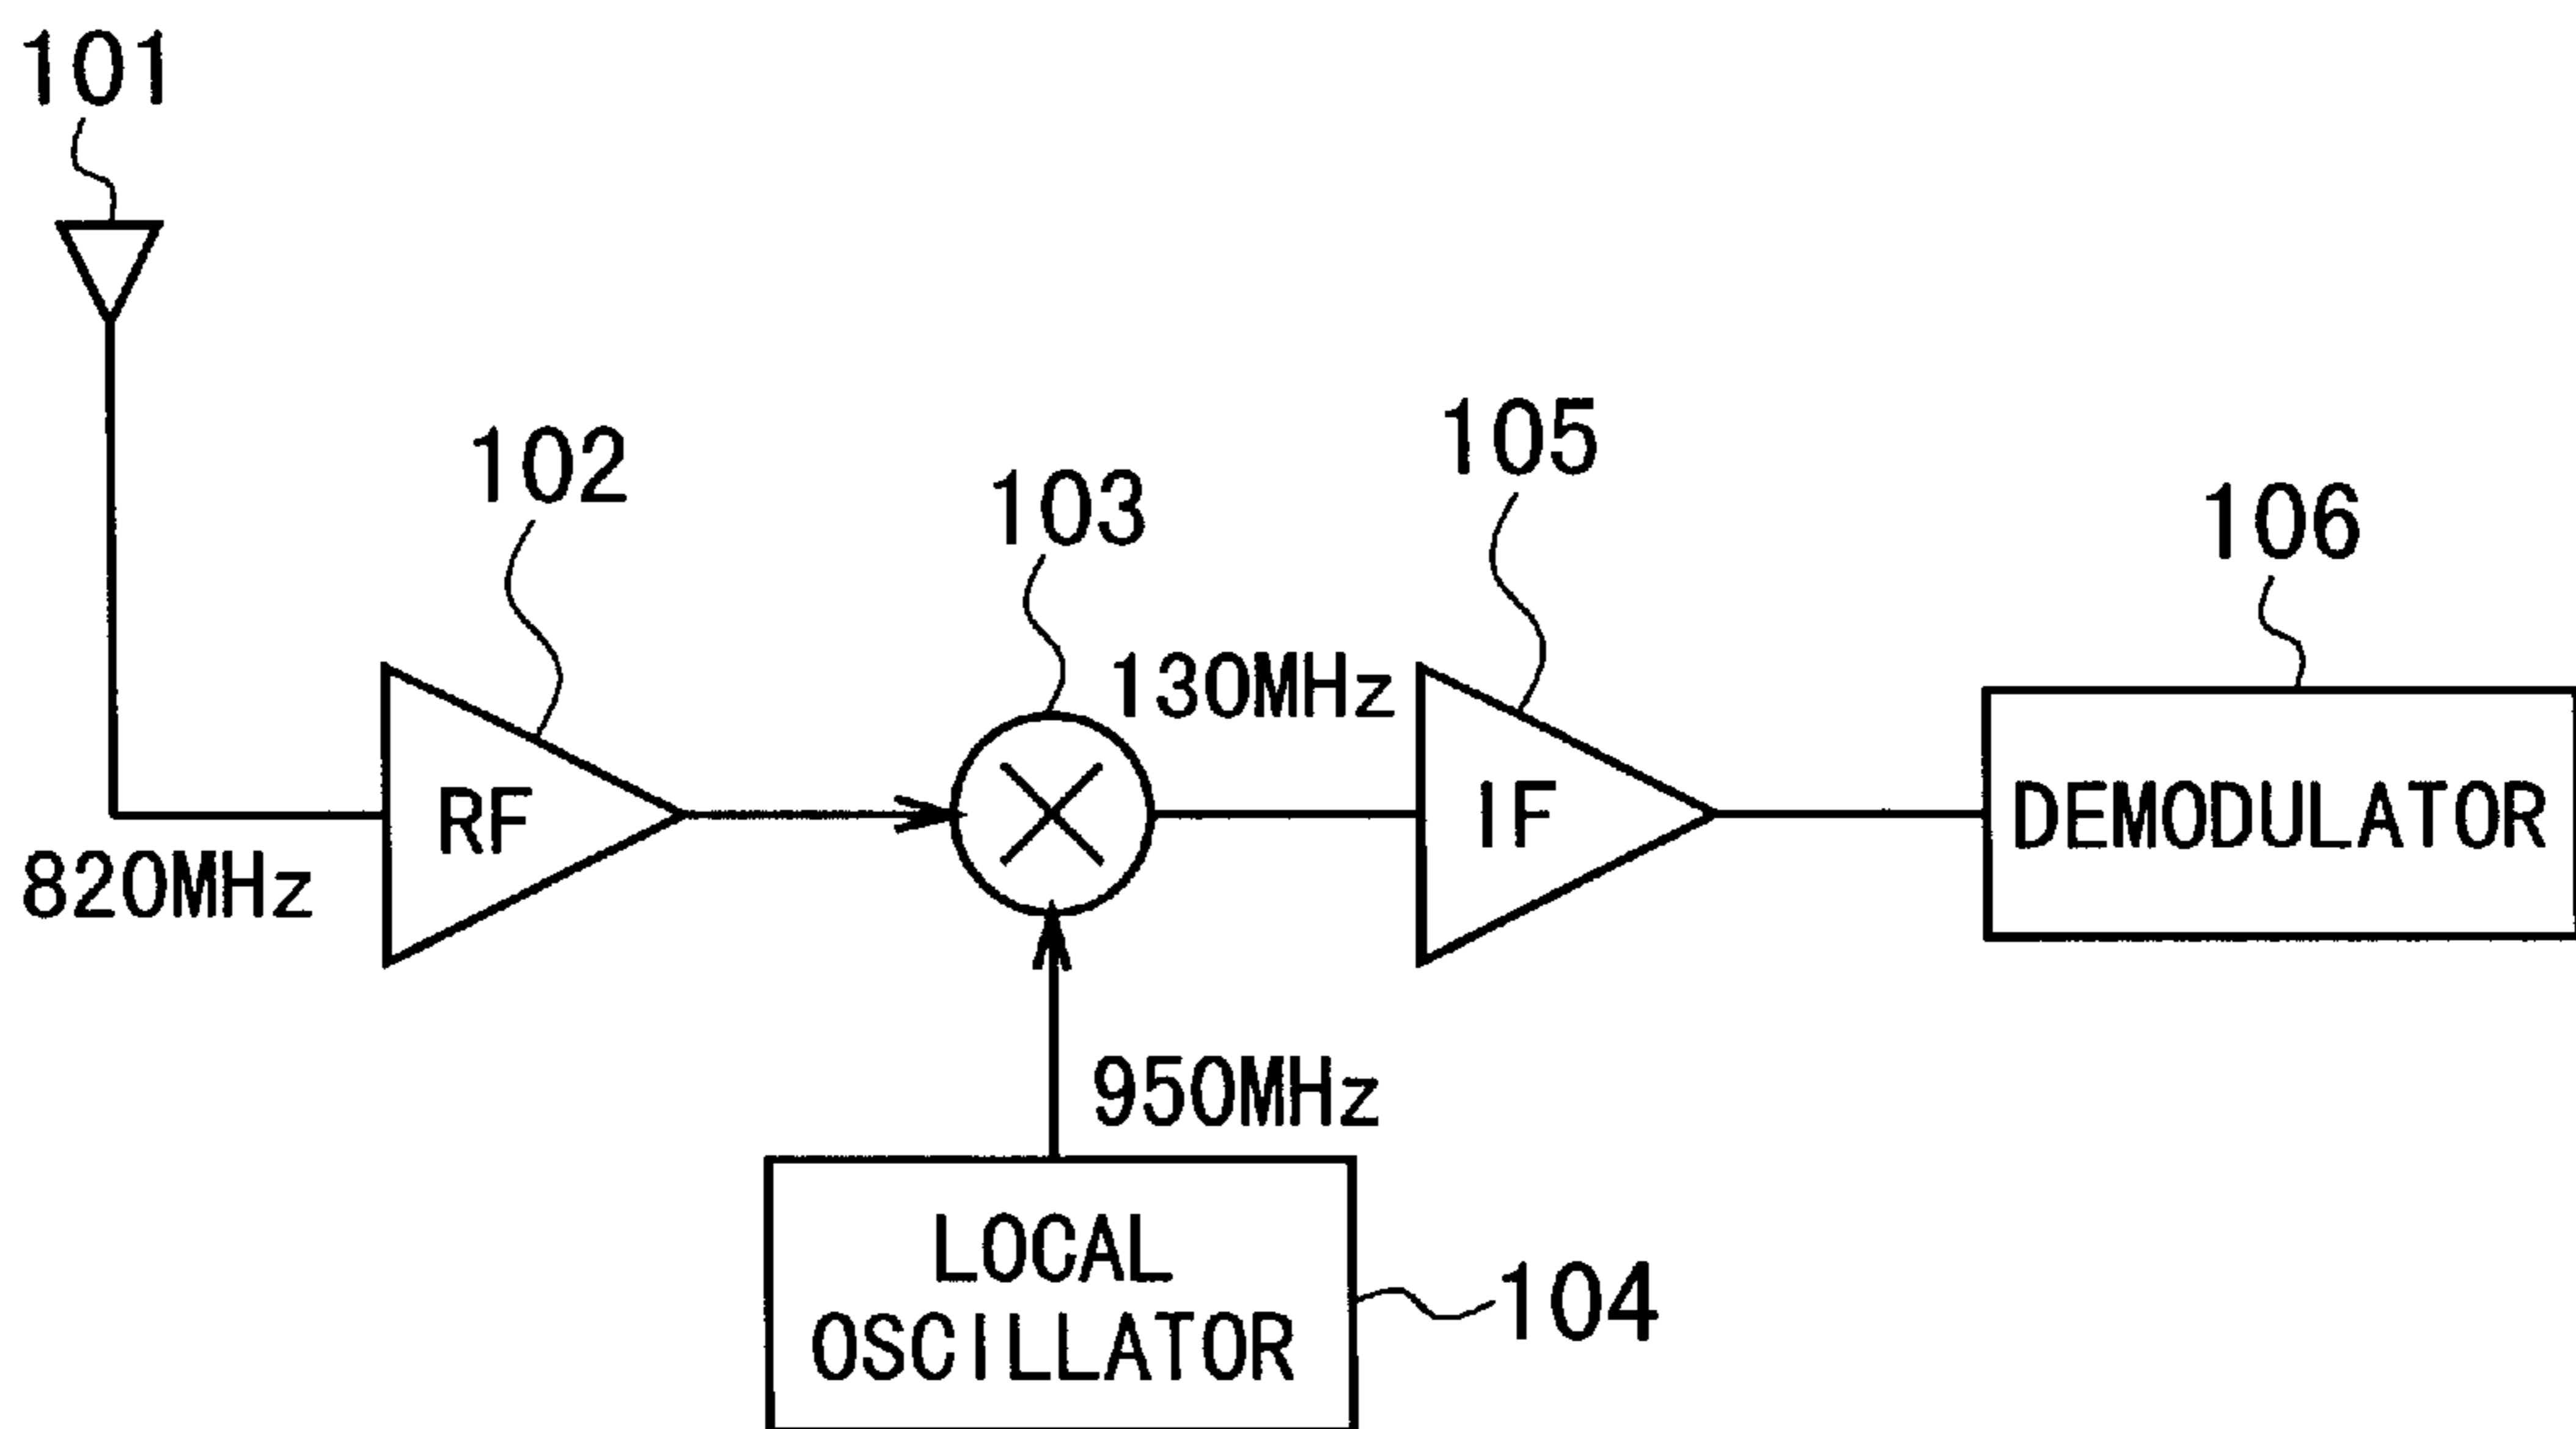 101
102
103
105
106
130MHz
RF
IF
DEMODULATOR
820MHz
950MHz
LOCAL
OSCILLATOR
104